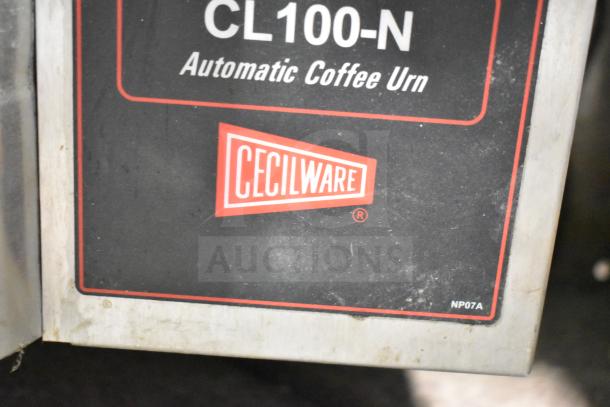 CL100-N
Automatic Coffee Urn
CECILWARE
®
AUCTIONS
NP07A